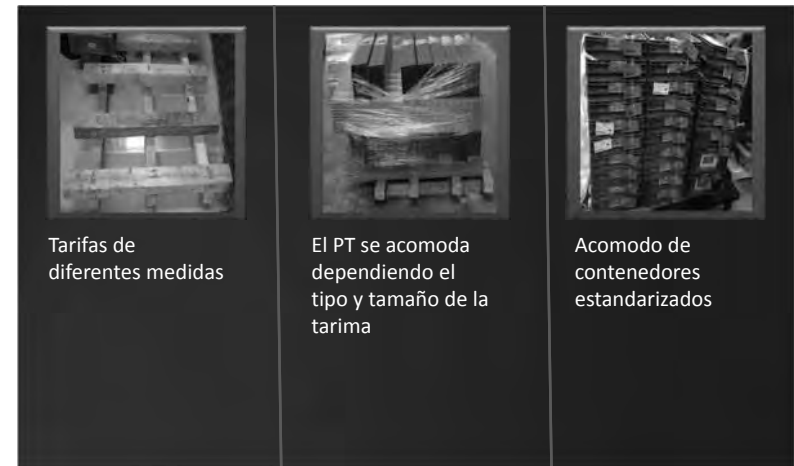 Tarifas de
diferentes medidas
El PT se acomoda
dependiendo el
tipo y tamaño de la
tarima
Acomodo de
contenedores
estandarizados